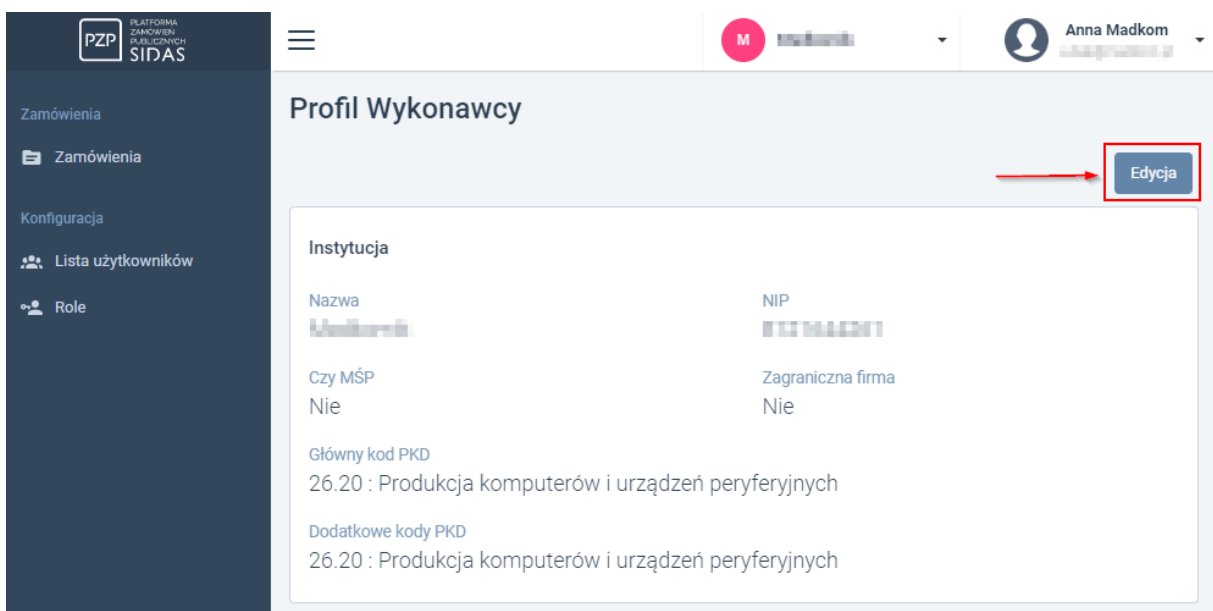 PZP
PLATFORMA
ZAMÓWIEŃ
PUBLICZNYCH
SIDAS
M
Anna Madkom
Zamówienia
Zamówienia
Konfiguracja
Lista użytkowników
Role
Profil Wykonawcy
Edycja
Instytucja
Nazwa
NIP
Czy MŚP
Zagraniczna firma
Nie
Nie
Główny kod PKD
26.20 : Produkcja komputerów i urządzeń peryferyjnych
Dodatkowe kody PKD
26.20 : Produkcja komputerów i urządzeń peryferyjnych